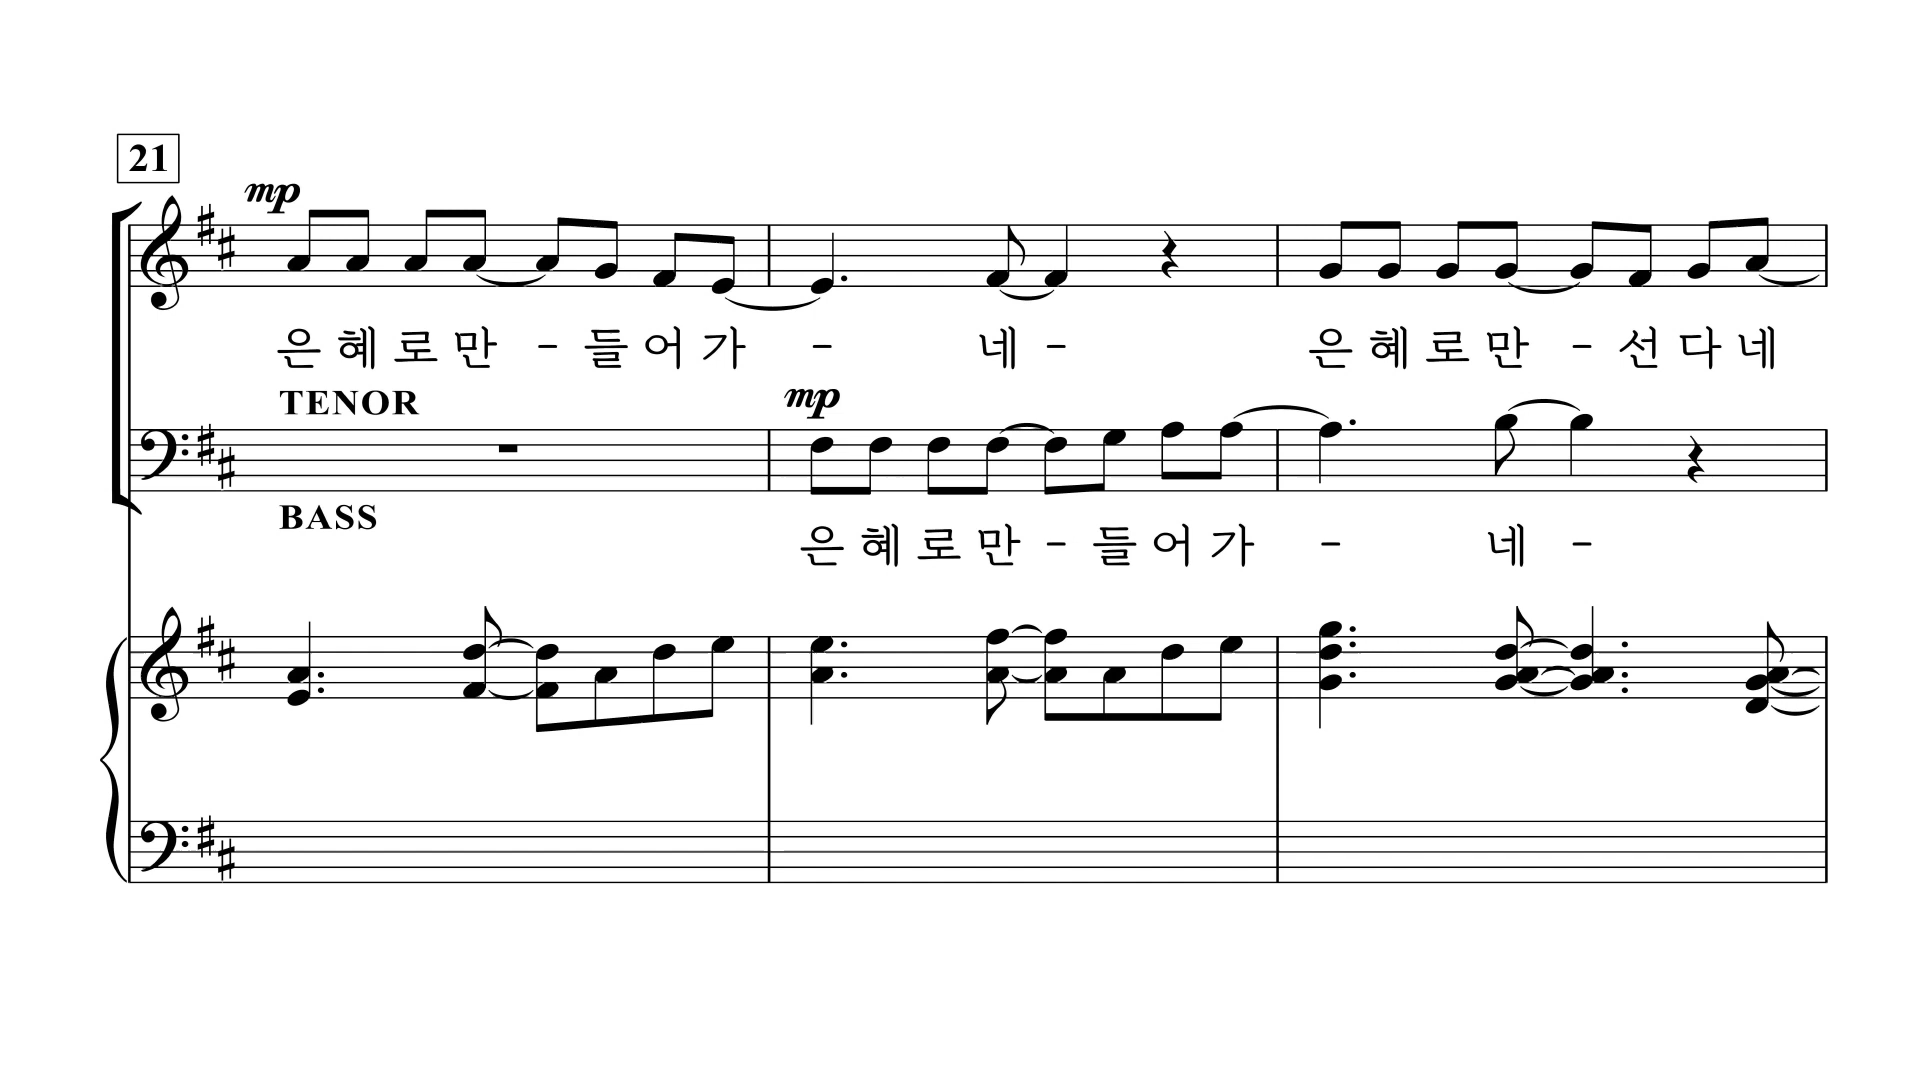 21
mp
은 혜 로 만 - 들 어 가 - 네 - 은 혜 로 만 - 선 다 네
TENOR
mp
BASS
은 혜 로 만 - 들 어 가 - 네 -